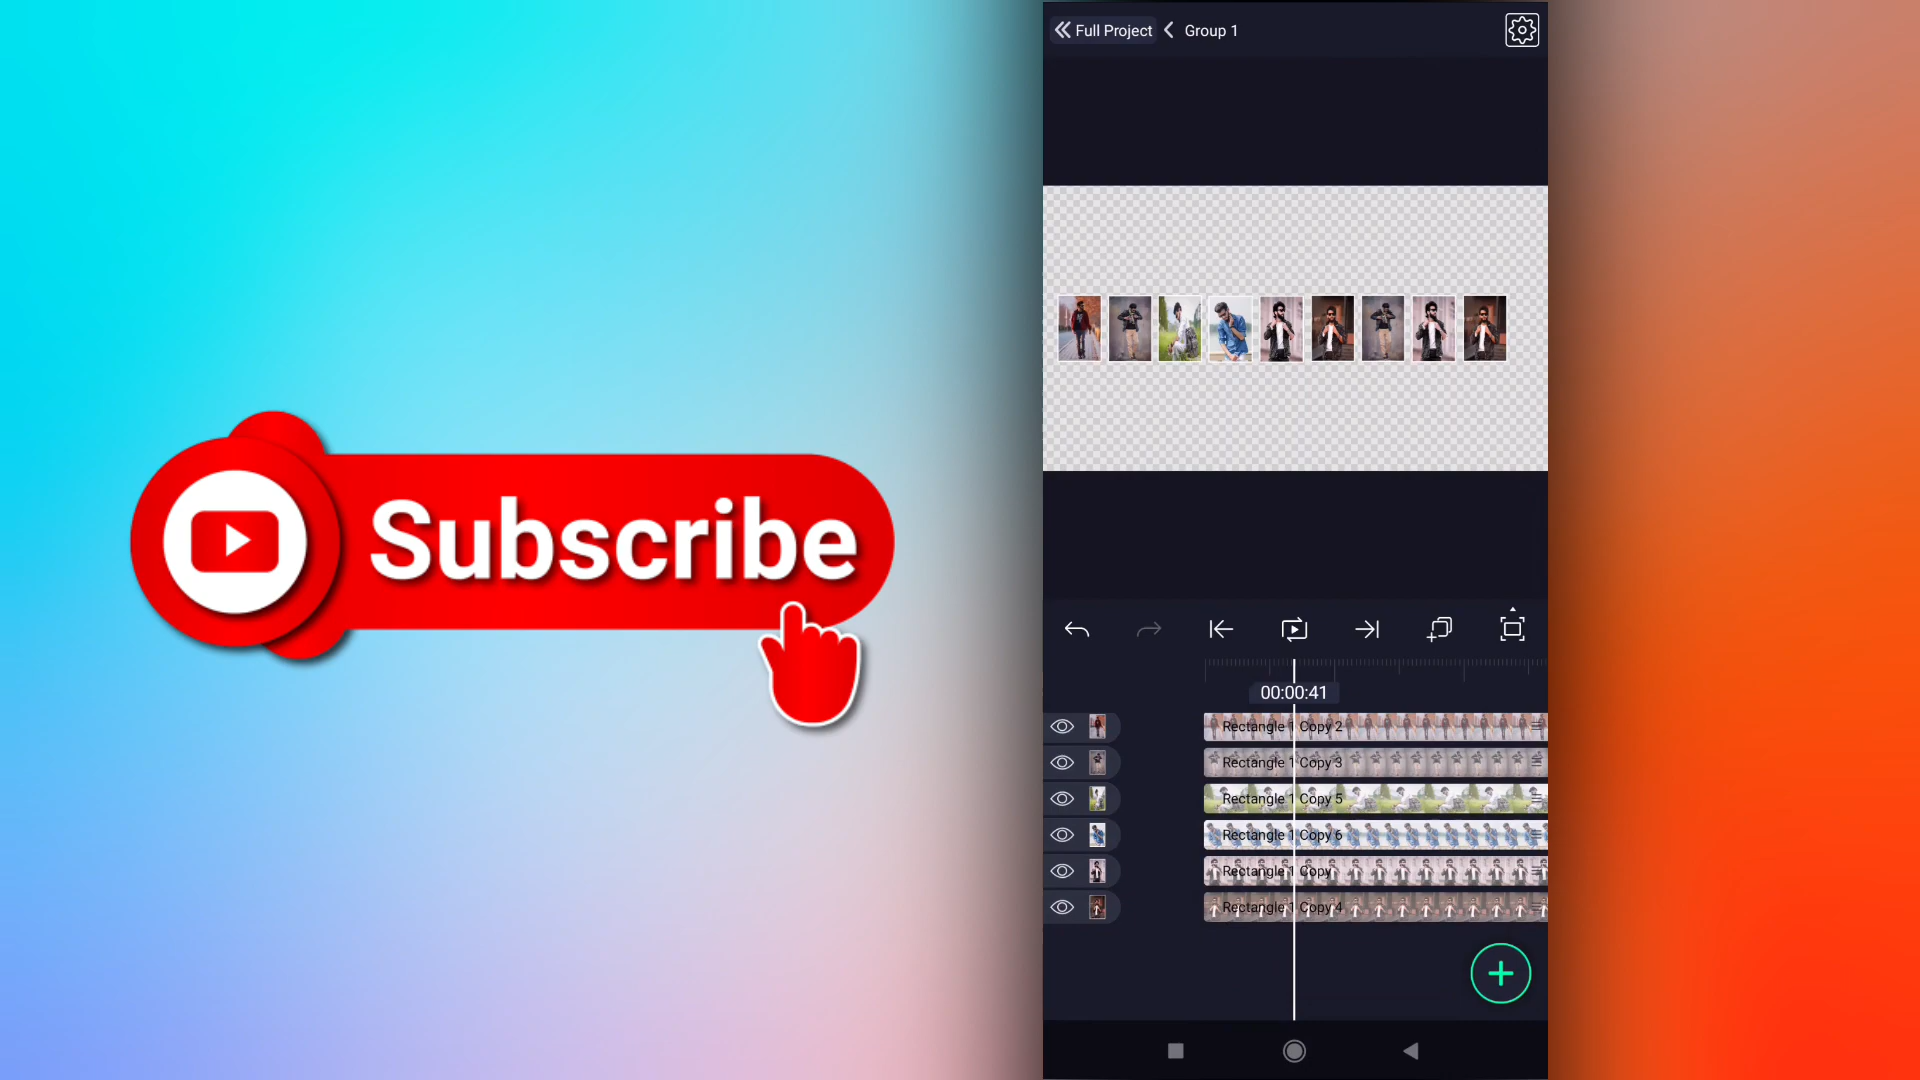 Full Project
Group 1
Subscribe
00:00:41
Rectangle 1 Copy 2
Rectangle 1 Copy 3
Rectangle 1 Copy 5
Rectangle 1 Copy 6
Rectangle 1 Copy
Rectangle 1 Copy 4